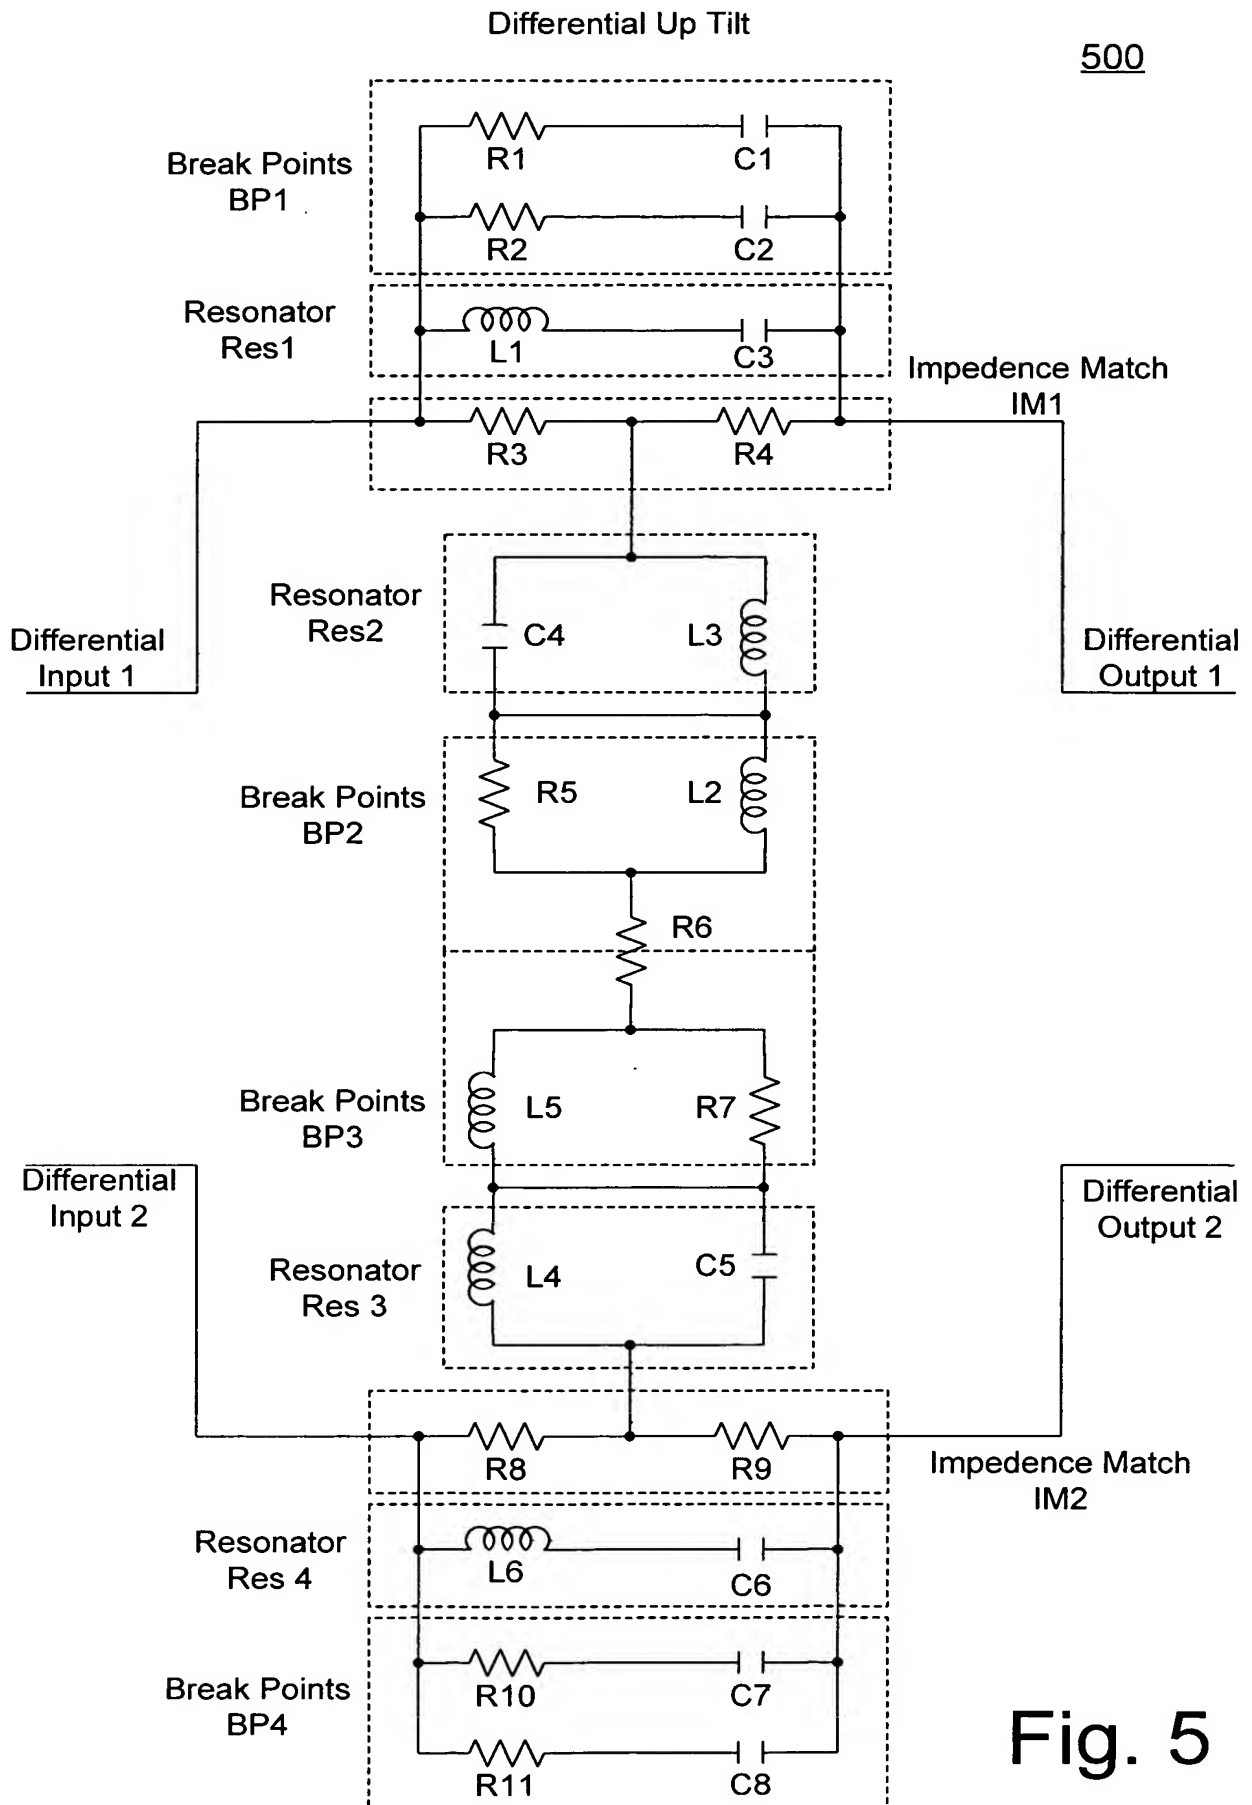 Differential Up Tilt
500
Break Points
BP1
R1
C1
R2
C2
Resonator
Res1
L1
C3
Impedence Match
IM1
R3
R4
Resonator
Res2
C4
L3
Differential
Input 1
Differential
Output 1
Break Points
BP2
R5
L2
R6
Break Points
BP3
L5
R7
Differential
Input 2
Differential
Output 2
Resonator
Res 3
L4
C5
R8
R9
Impedence Match
IM2
Resonator
Res 4
L6
C6
Break Points
BP4
R10
C7
R11
C8
Fig. 5